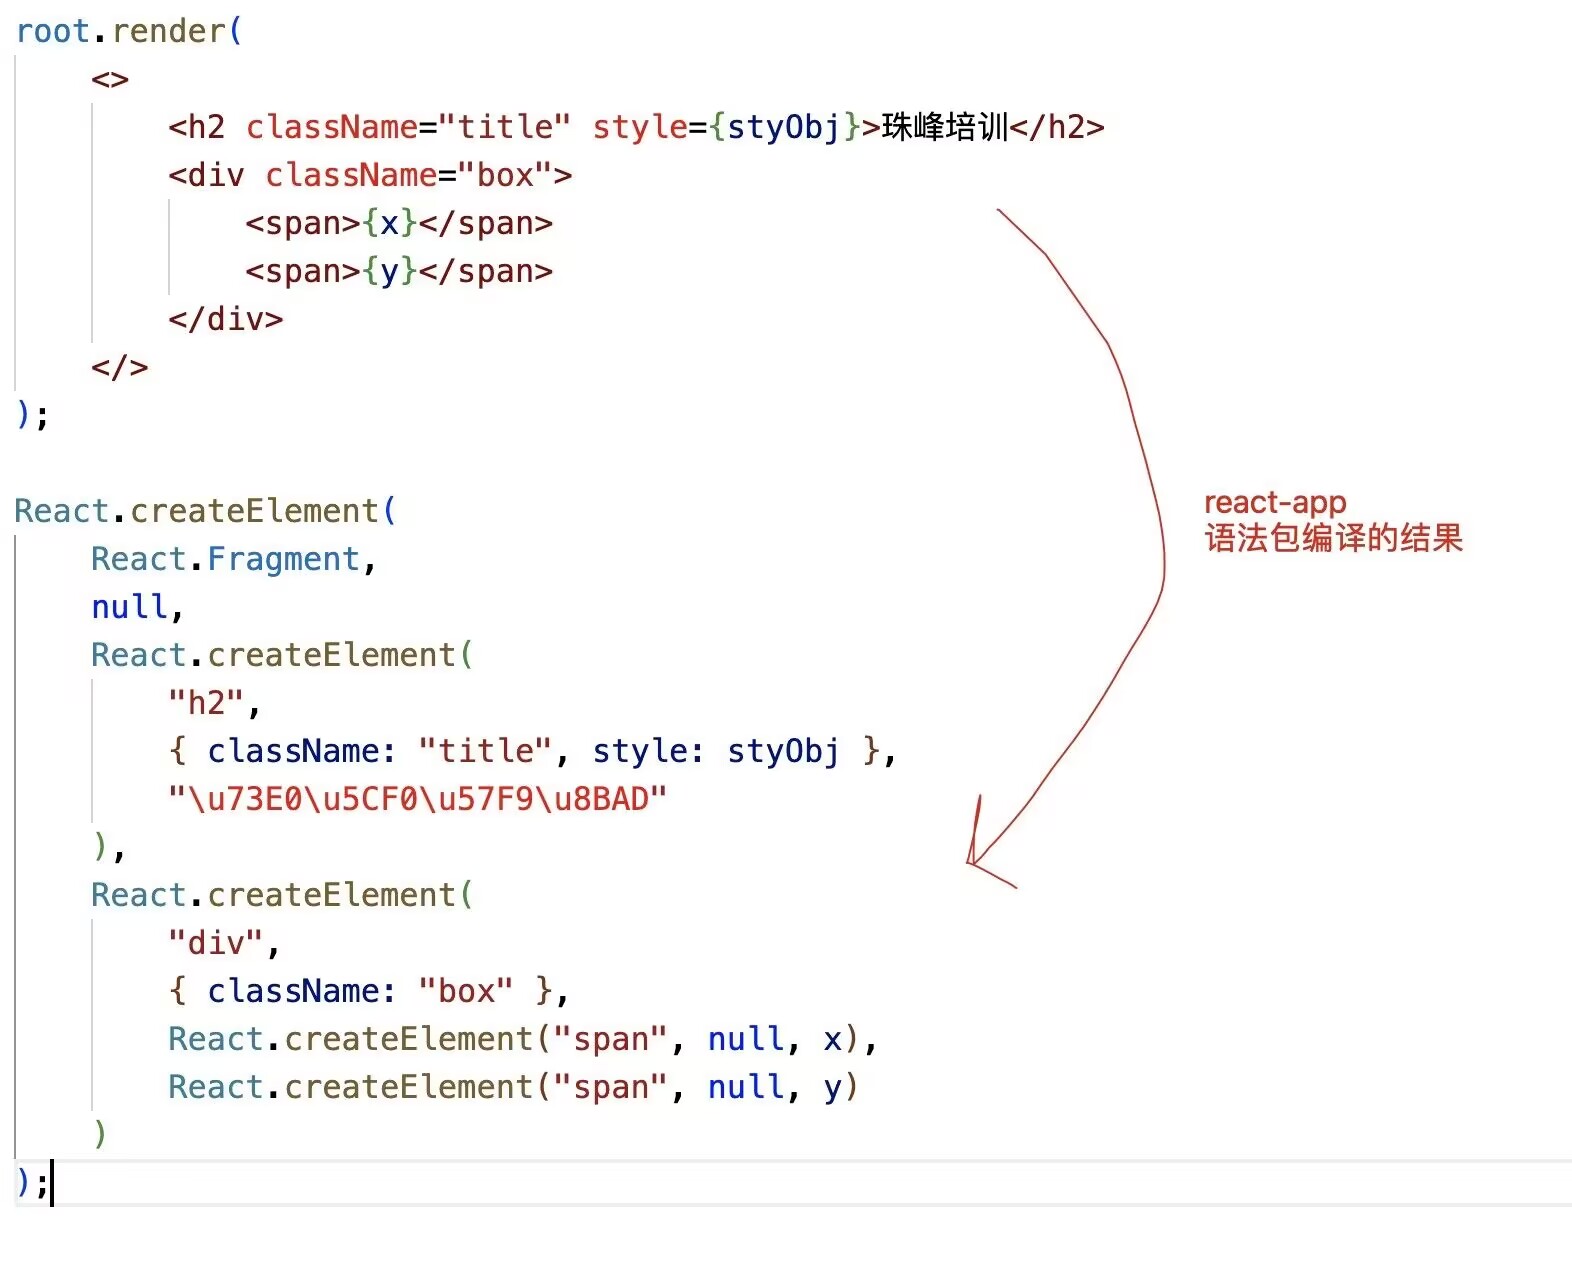 root.render(
<>
<h2 className="title" style={styObj}>珠峰培训</h2>
<div className="box">
<span>{x}</span>
<span>{y}</span>
</div>
</>
);
React.createElement(
React.Fragment,
null,
React.createElement(
"h2",
{ className: "title", style: styObj },
"\u73E0\u5CF0\u57F9\u8BAD"
),
React.createElement(
"div",
{ className: "box" },
React.createElement("span", null, x),
React.createElement("span", null, y)
)
);
react-app
语法包编译的结果